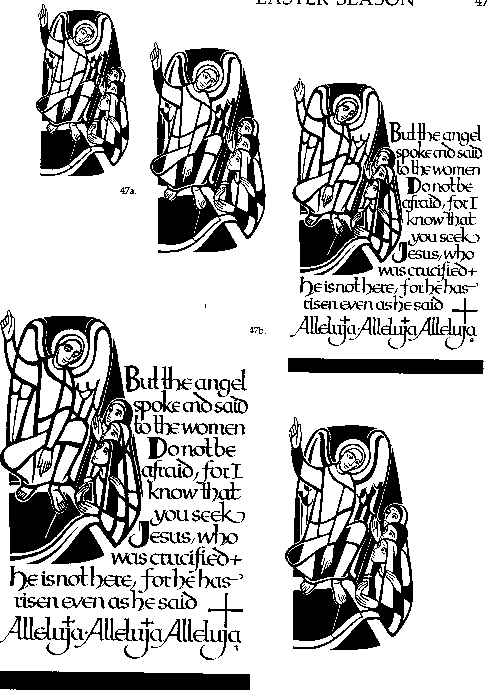 EASTER SEASON
47
47a.
But the angel
spoke and said
to the women
Do not be
afraid, for I
know that
you seek
Jesus, who
was crucified +
he is not here, for he has
risen even as he said +
Alleluja · Alleluja Alleluja
47b.
But the angel
spoke and said
to the women
Do not be
afraid, for I
know that
you seek
Jesus, who
was crucified +
he is not here, for he has
risen even as he said +
Alleluja · Alleluja Alleluja